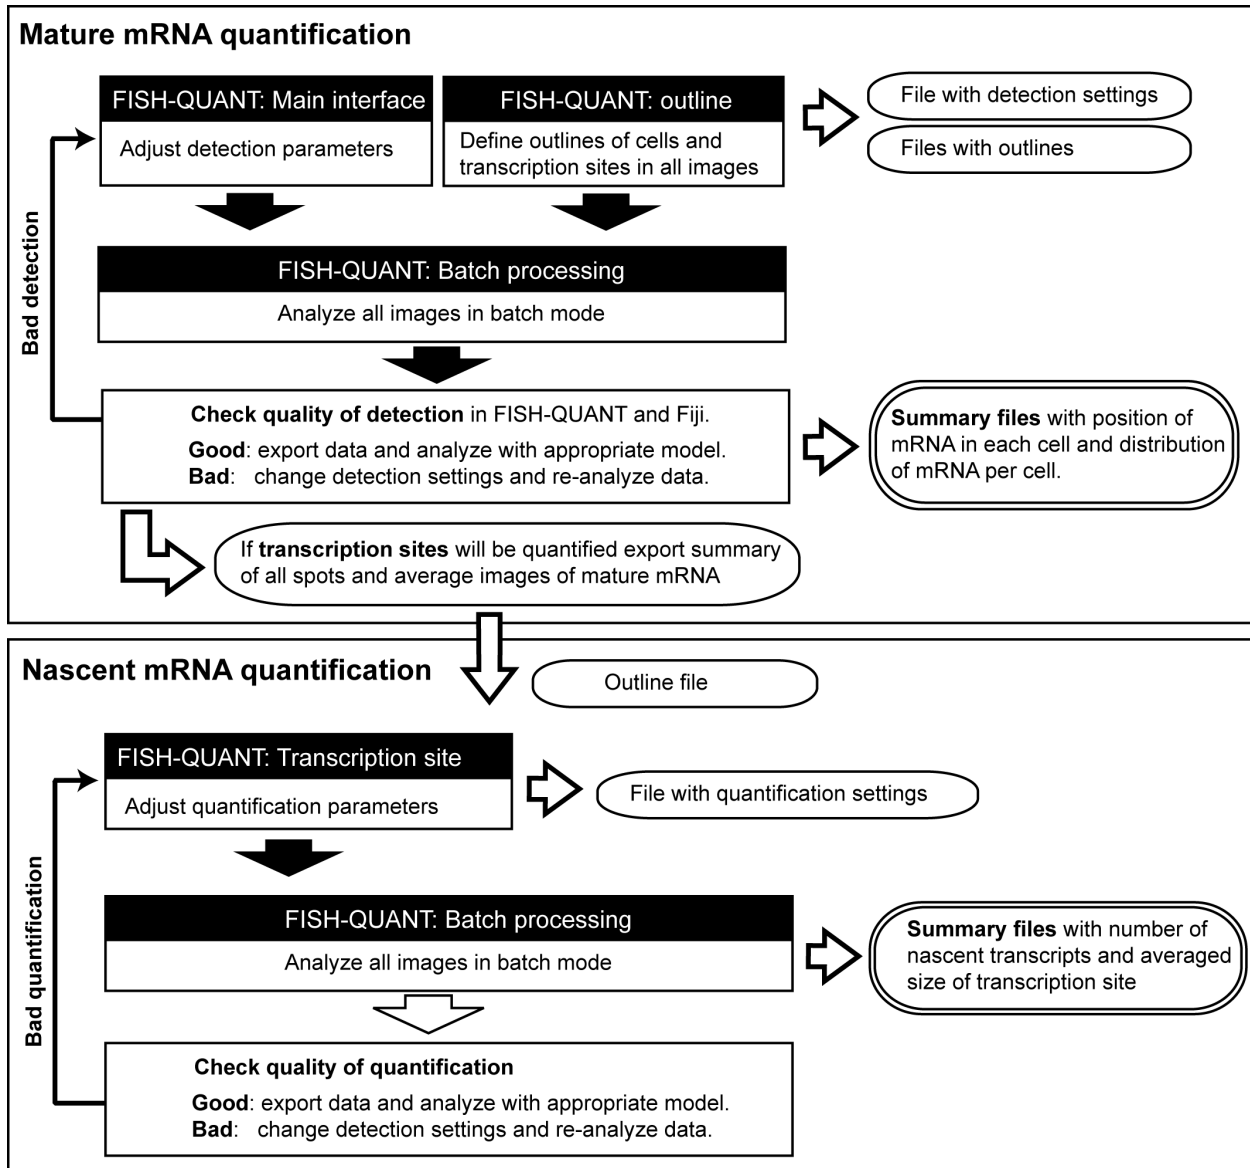 Mature mRNA quantification
FISH-QUANT: Main interface
Adjust detection parameters
FISH-QUANT: outline
Define outlines of cells and
transcription sites in all images
File with detection settings
Files with outlines
Bad detection
FISH-QUANT: Batch processing
Analyze all images in batch mode
Check quality of detection in FISH-QUANT and Fiji.
Good: export data and analyze with appropriate model.
Bad: change detection settings and re-analyze data.
Summary files with position of
mRNA in each cell and distribution
of mRNA per cell.
If transcription sites will be quantified export summary
of all spots and average images of mature mRNA
Nascent mRNA quantification
Outline file
FISH-QUANT: Transcription site
Adjust quantification parameters
File with quantification settings
Bad quantification
FISH-QUANT: Batch processing
Analyze all images in batch mode
Summary files with number of
nascent transcripts and averaged
size of transcription site
Check quality of quantification
Good: export data and analyze with appropriate model.
Bad: change detection settings and re-analyze data.